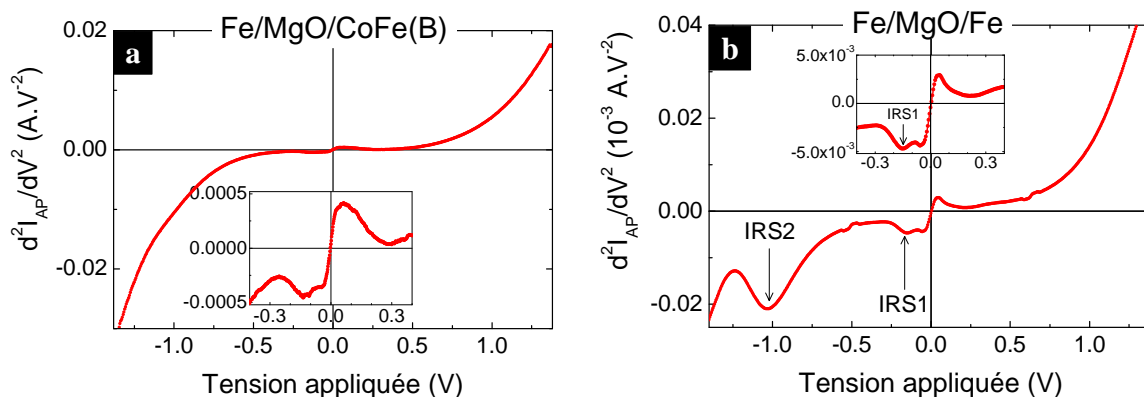 Fe/MgO/CoFe(B)
a
d²I_AP/dV² (A.V⁻²)
0.02
0.00
-0.02
0.0005
0.0000
-0.0005
-0.3 0.0 0.3
-1.0 -0.5 0.0 0.5 1.0
Tension appliquée (V)
Fe/MgO/Fe
b
d²I_AP/dV² (10⁻³ A.V⁻²)
0.04
0.02
0.00
-0.02
5.0x10⁻³
0.0
-5.0x10⁻³
IRS1
-0.3 0.0 0.3
IRS2
IRS1
-1.0 -0.5 0.0 0.5 1.0
Tension appliquée (V)